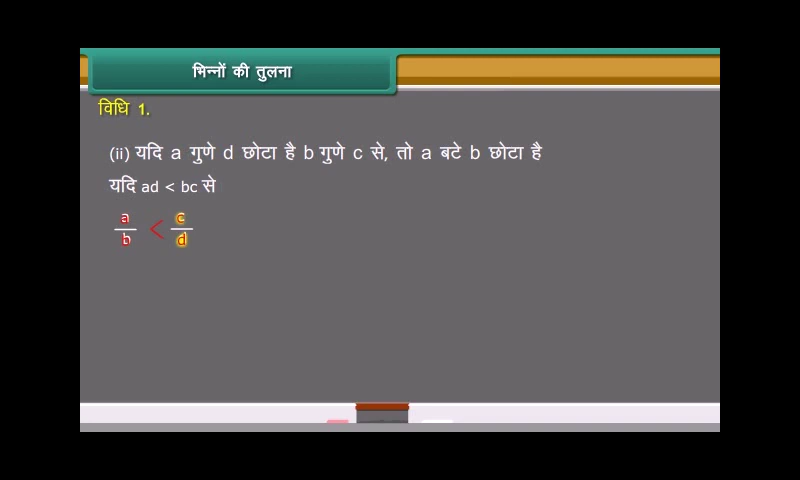 भिन्नों की तुलना
विधि 1.
(ii) यदि a गुणे d छोटा है b गुणे c से, तो a बटे b छोटा है
यदि ad < bc से
a/b < c/d